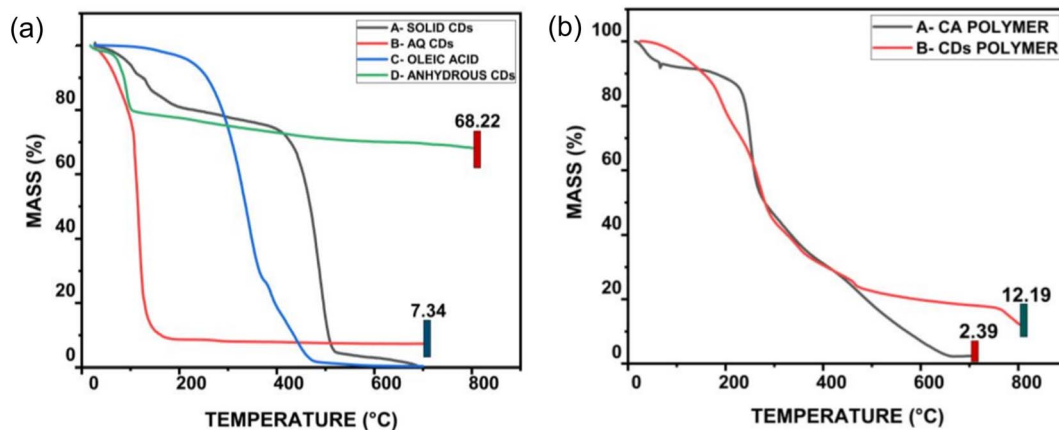 (a)
A- SOLID CDs
B- AQ CDs
C- OLEIC ACID
D- ANHYDROUS CDs
68.22
7.34
MASS (%)
80
60
40
20
0
0 200 400 600 800
TEMPERATURE (°C)
(b)
A- CA POLYMER
B- CDs POLYMER
12.19
2.39
MASS (%)
100
80
60
40
20
0
0 200 400 600 800
TEMPERATURE (°C)